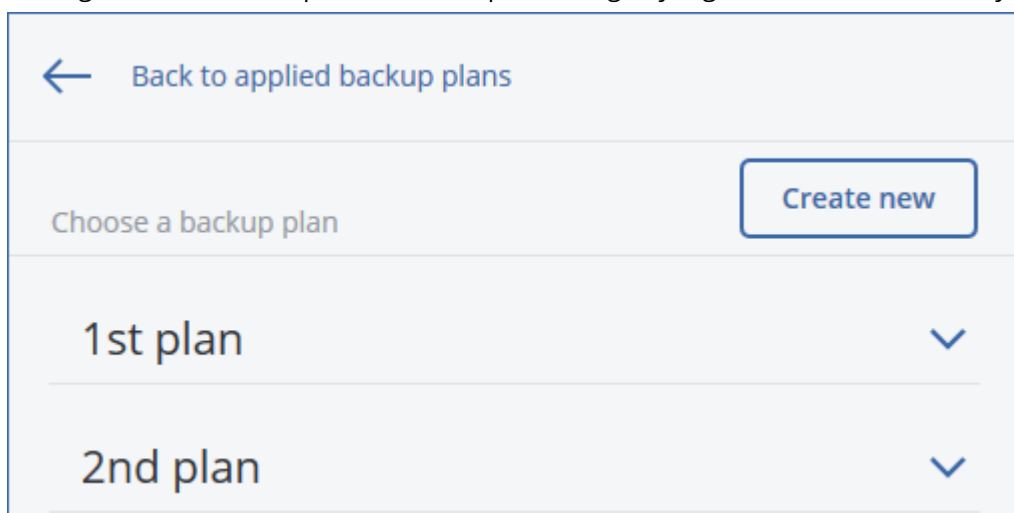 Back to applied backup plans
Create new
Choose a backup plan
1st plan
2nd plan